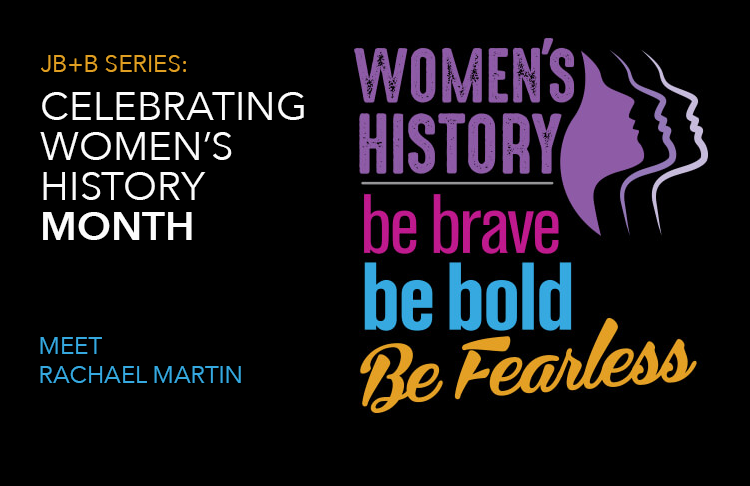 JB+B SERIES:
CELEBRATING
WOMEN’S
HISTORY
MONTH
MEET
RACHAEL MARTIN
WOMEN’S
HISTORY
be brave
be bold
Be Fearless